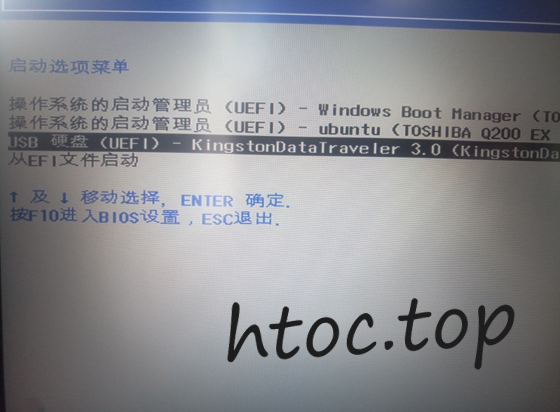 启动选项菜单
操作系统的启动管理员 (UEFI) - Windows Boot Manager (TO
操作系统的启动管理员 (UEFI) - ubuntu (TOSHIBA Q200 EX
USB 硬盘 (UEFI) - KingstonDataTraveler 3.0 (KingstonDa
从EFI文件启动
↑ 及 ↓ 移动选择, ENTER 确定.
按F10进入BIOS设置,ESC退出.
htoc.top